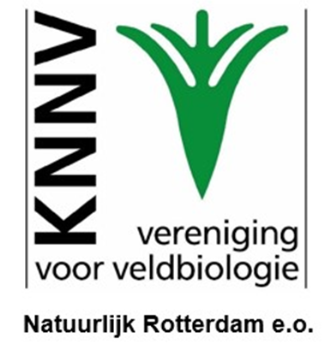 KNNV
vereniging
voor veldbiologie
Natuurlijk Rotterdam e.o.